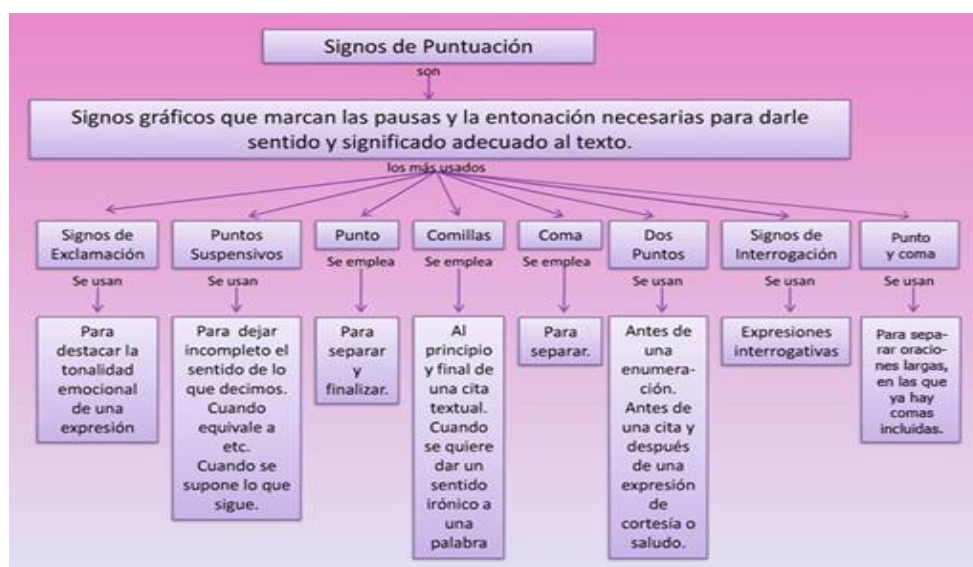 Signos de Puntuación
son
Signos gráficos que marcan las pausas y la entonación necesarias para darle
sentido y significado adecuado al texto.
los más usados
Signos de
Exclamación
Se usan
Para
destacar la
tonalidad
emocional
de una
expresión
Puntos
Suspensivos
Se usan
Para dejar
incompleto el
sentido de lo
que decimos.
Cuando
equivale a
etc.
Cuando se
supone lo que
sigue.
Punto
Se emplea
Para
separar
y
finalizar.
Comillas
Se emplea
Al
principio
y final de
una cita
textual.
Cuando
se quiere
dar un
sentido
irónico a
una
palabra
Coma
Se emplea
Para
separar.
Dos
Puntos
Se usan
Antes de
una
enumera-
ción.
Antes de
una cita y
después
de una
expresión
de
cortesía o
saludo.
Signos de
Interrogación
Se usan
Expresiones
interrogativas
Punto
y coma
Se usan
Para sepa-
rar oracio-
nes largas,
en las que
ya hay
comas
incluidas.